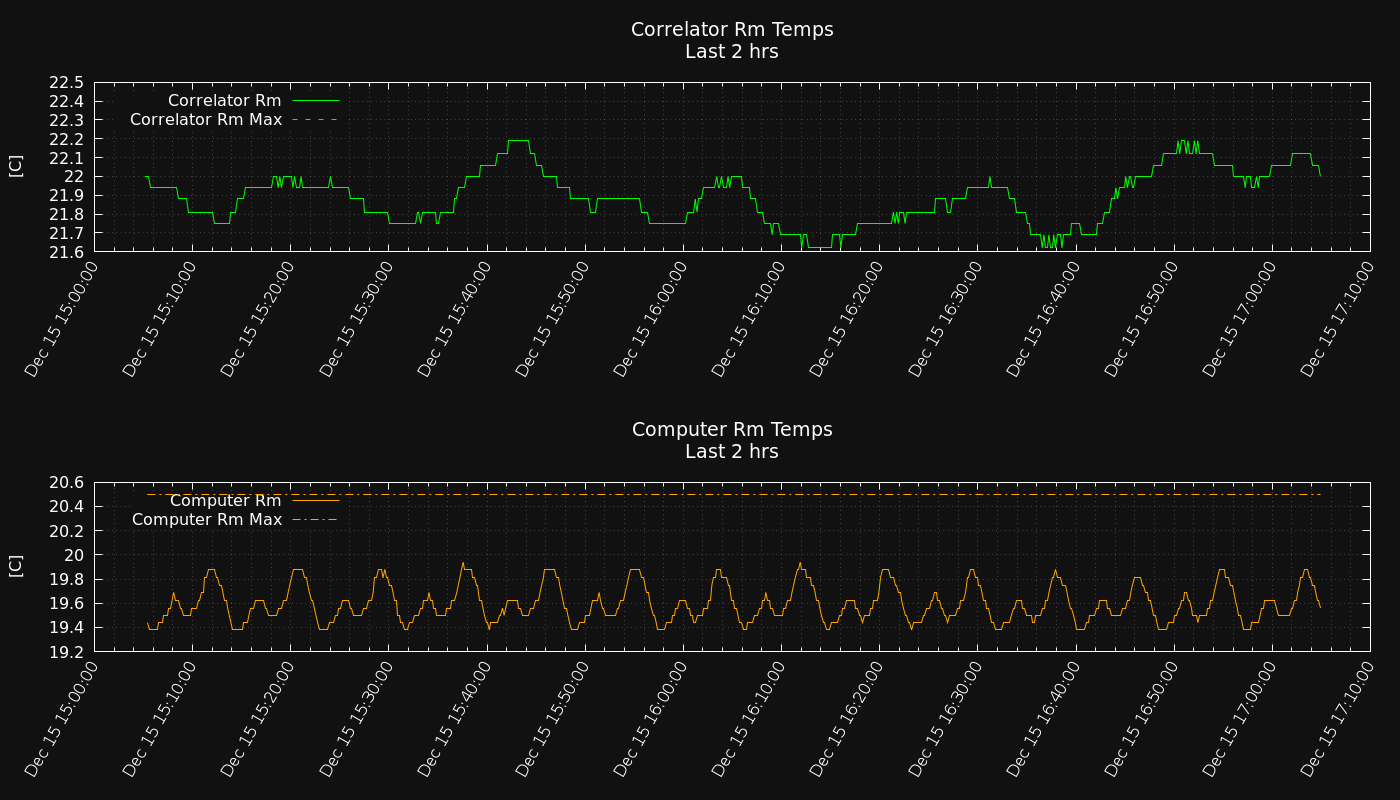 Correlator Rm Temps
Last 2 hrs
22.5
22.4
22.3
22.2
22.1
22
21.9
21.8
21.7
21.6
[C]
Correlator Rm
Correlator Rm Max
Dec 15 15:00:00
Dec 15 15:10:00
Dec 15 15:20:00
Dec 15 15:30:00
Dec 15 15:40:00
Dec 15 15:50:00
Dec 15 16:00:00
Dec 15 16:10:00
Dec 15 16:20:00
Dec 15 16:30:00
Dec 15 16:40:00
Dec 15 16:50:00
Dec 15 17:00:00
Dec 15 17:10:00
Computer Rm Temps
Last 2 hrs
20.6
20.4
20.2
20
19.8
19.6
19.4
19.2
[C]
Computer Rm
Computer Rm Max
Dec 15 15:00:00
Dec 15 15:10:00
Dec 15 15:20:00
Dec 15 15:30:00
Dec 15 15:40:00
Dec 15 15:50:00
Dec 15 16:00:00
Dec 15 16:10:00
Dec 15 16:20:00
Dec 15 16:30:00
Dec 15 16:40:00
Dec 15 16:50:00
Dec 15 17:00:00
Dec 15 17:10:00